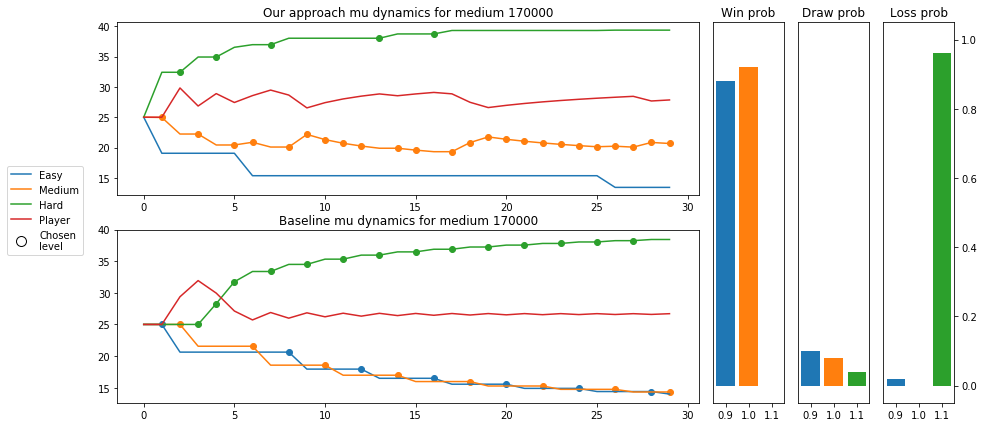 Our approach mu dynamics for medium 170000
40
35
30
25
20
15
0 5 10 15 20 25 30
Easy
Medium
Hard
Player
Chosen
level
Baseline mu dynamics for medium 170000
40
35
30
25
20
15
0 5 10 15 20 25 30
Win prob
0.9 1.0 1.1
Draw prob
0.9 1.0 1.1
Loss prob
0.9 1.0 1.1
1.0
0.8
0.6
0.4
0.2
0.0